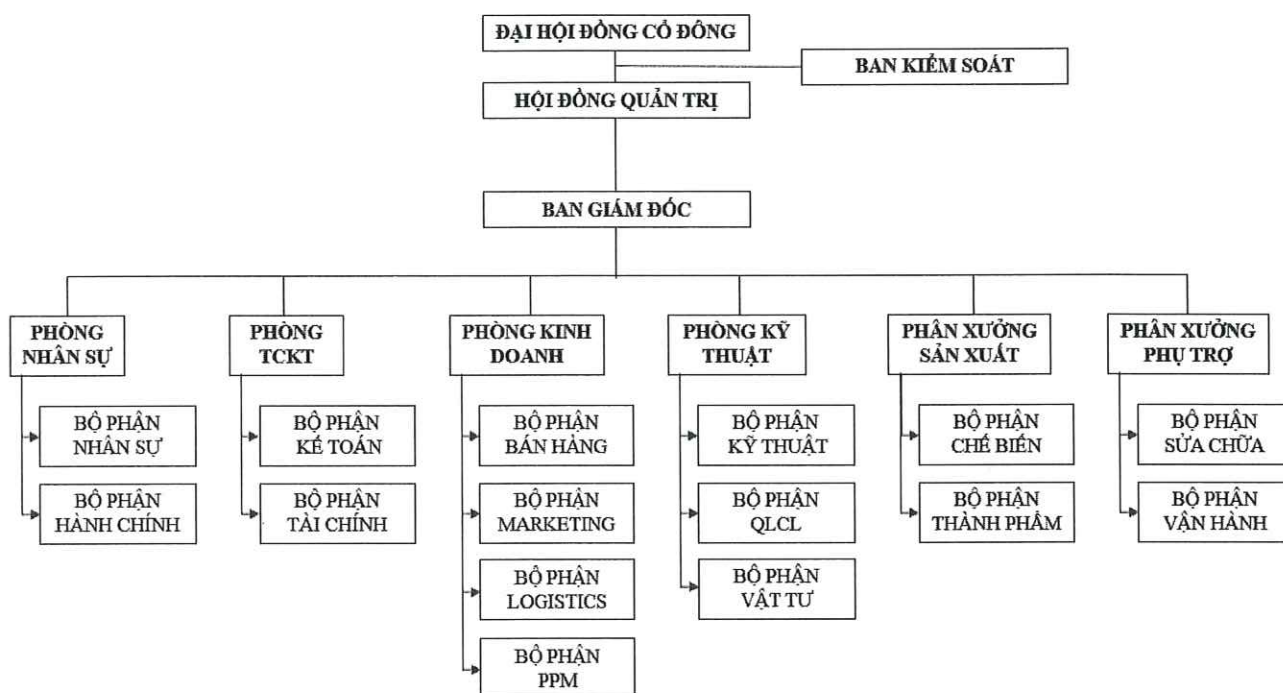 ĐẠI HỘI ĐỒNG CỔ ĐÔNG
BAN KIỂM SOÁT
HỘI ĐỒNG QUẢN TRỊ
BAN GIÁM ĐỐC
PHÒNG
NHÂN SỰ
PHÒNG
TCKT
PHÒNG KINH
DOANH
PHÒNG KỸ
THUẬT
PHÂN XƯỞNG
SẢN XUẤT
PHÂN XƯỞNG
PHỤ TRỢ
BỘ PHẬN
NHÂN SỰ
BỘ PHẬN
KẾ TOÁN
BỘ PHẬN
BÁN HÀNG
BỘ PHẬN
KỸ THUẬT
BỘ PHẬN
CHẾ BIẾN
BỘ PHẬN
SỬA CHỮA
BỘ PHẬN
HÀNH CHÍNH
BỘ PHẬN
TÀI CHÍNH
BỘ PHẬN
MARKETING
BỘ PHẬN
QLCL
BỘ PHẬN
THÀNH PHẨM
BỘ PHẬN
VẬN HÀNH
BỘ PHẬN
LOGISTICS
BỘ PHẬN
VẬT TƯ
BỘ PHẬN
PPM